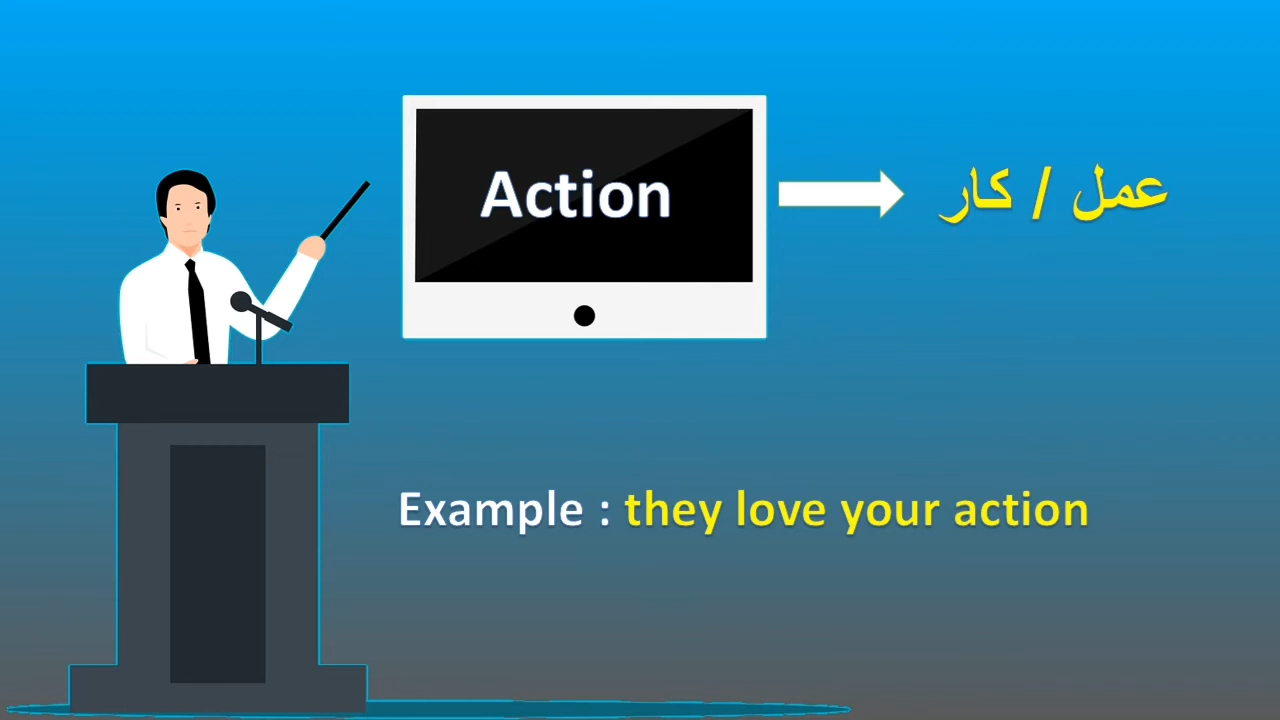 Action
عمل / کار
Example : they love your action